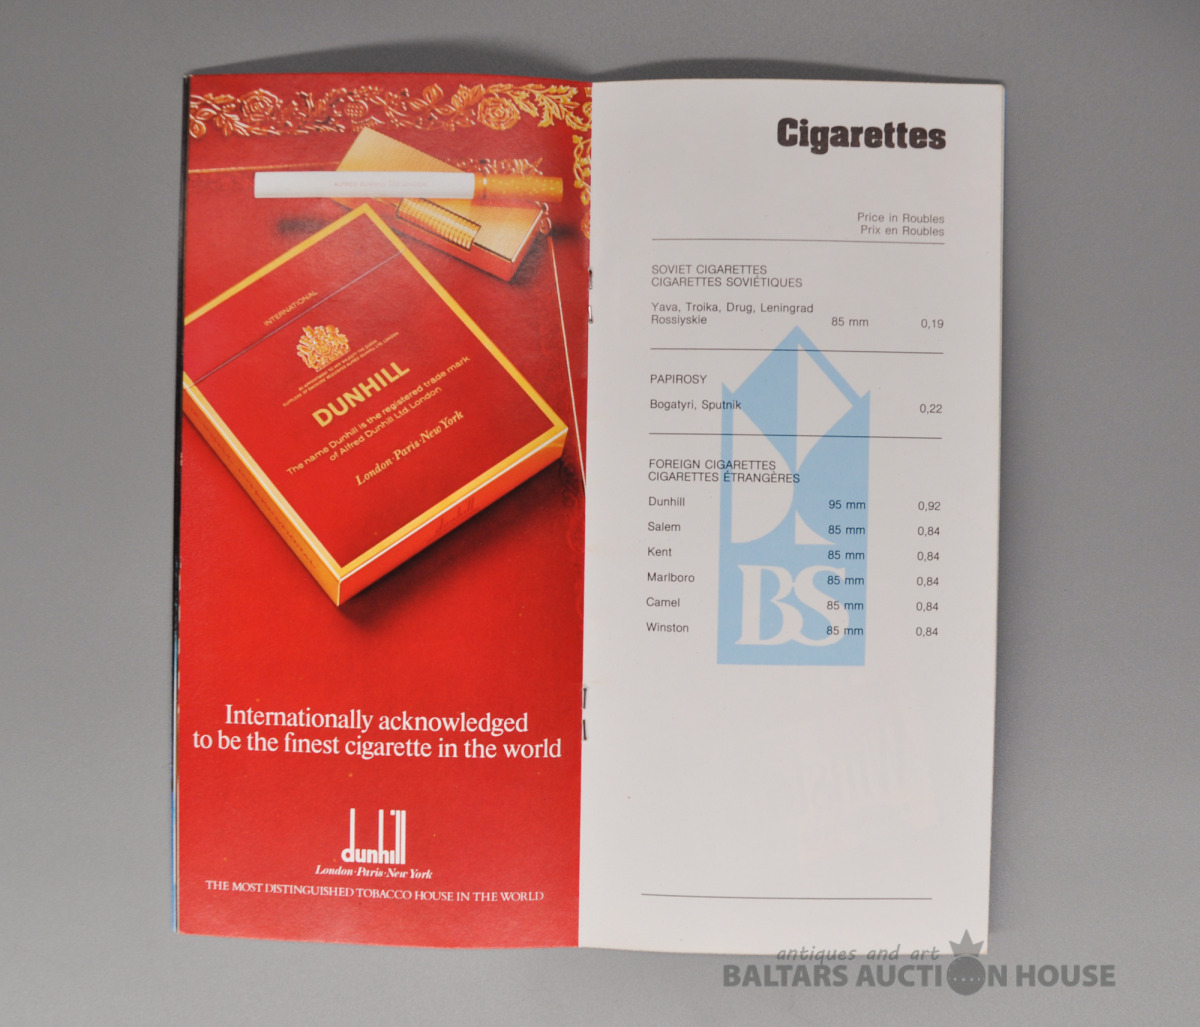 INTERNATIONAL
DUNHILL
The name Dunhill is the registered trade mark
of Alfred Dunhill Ltd. London
London·Paris·New York
Internationally acknowledged
to be the finest cigarette in the world
dunhill
London·Paris·New York
THE MOST DISTINGUISHED TOBACCO HOUSE IN THE WORLD
Cigarettes
Price in Roubles
Prix en Roubles
SOVIET CIGARETTES
CIGARETTES SOVIÉTIQUES
Yava, Troika, Drug, Leningrad
Rossiyskie 85 mm 0,19
PAPIROSY
Bogatyri, Sputnik 0,22
FOREIGN CIGARETTES
CIGARETTES ÉTRANGÈRES
Dunhill 95 mm 0,92
Salem 85 mm 0,84
Kent 85 mm 0,84
Marlboro 85 mm 0,84
Camel 85 mm 0,84
Winston 85 mm 0,84
BS
antiques and art
BALTARS AUCTION HOUSE